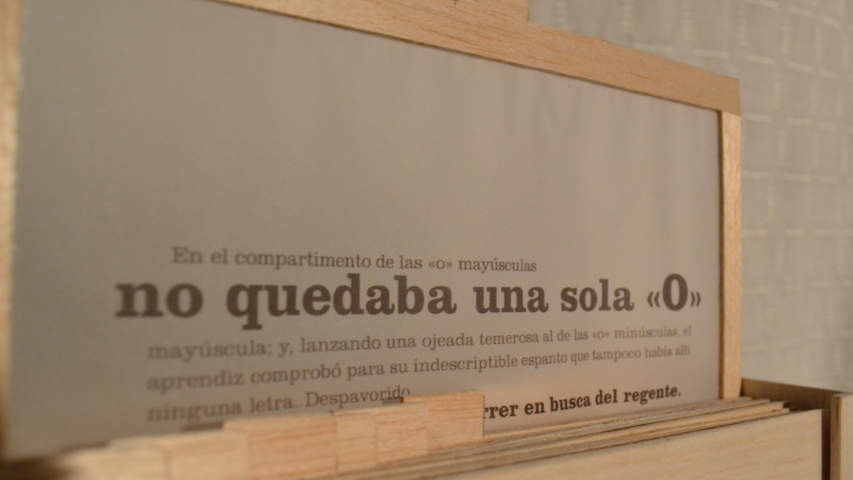 En el compartimento de las «o» mayúsculas
no quedaba una sola «O»
mayúscula; y, lanzando una ojeada temerosa al de las «o» minúsculas, el
aprendiz comprobó para su indescriptible espanto que tampoco había allí
ninguna letra. Despavorido
rrer en busca del regente.